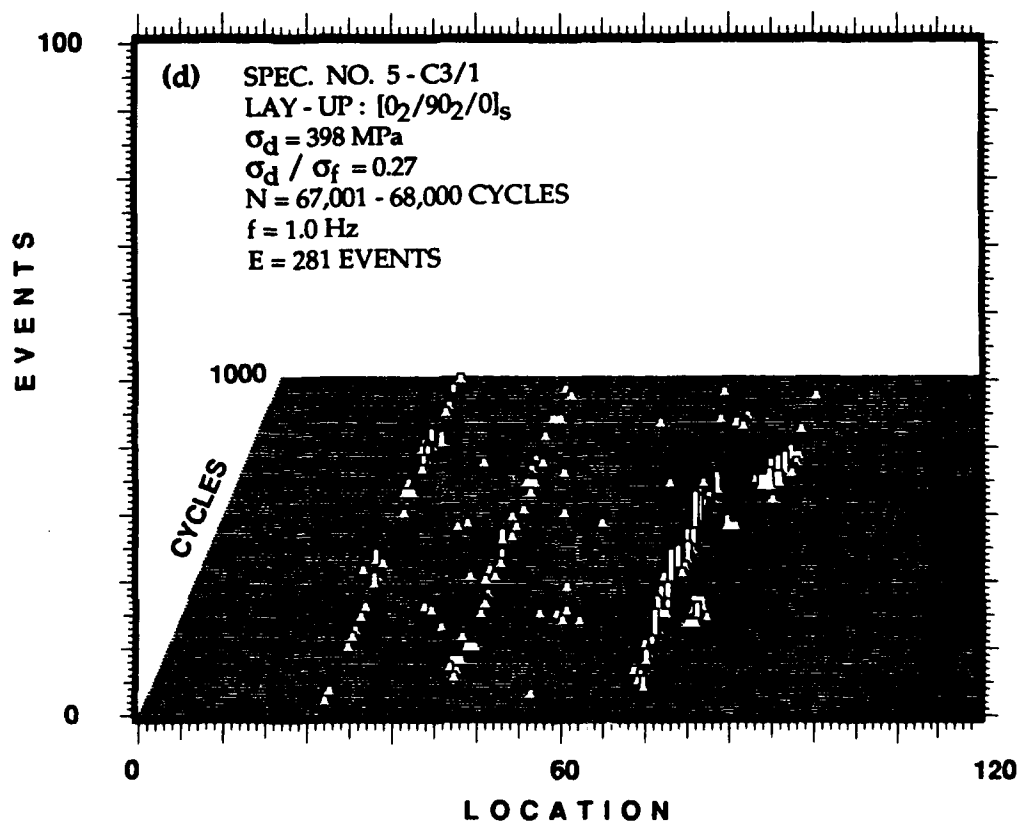 100
(d) SPEC. NO. 5 - C3/1
LAY - UP : [0₂/90₂/0]ₛ
σd = 398 MPa
σd / σf = 0.27
N = 67,001 - 68,000 CYCLES
f = 1.0 Hz
E = 281 EVENTS
EVENTS
1000
CYCLES
0
0 60 120
LOCATION